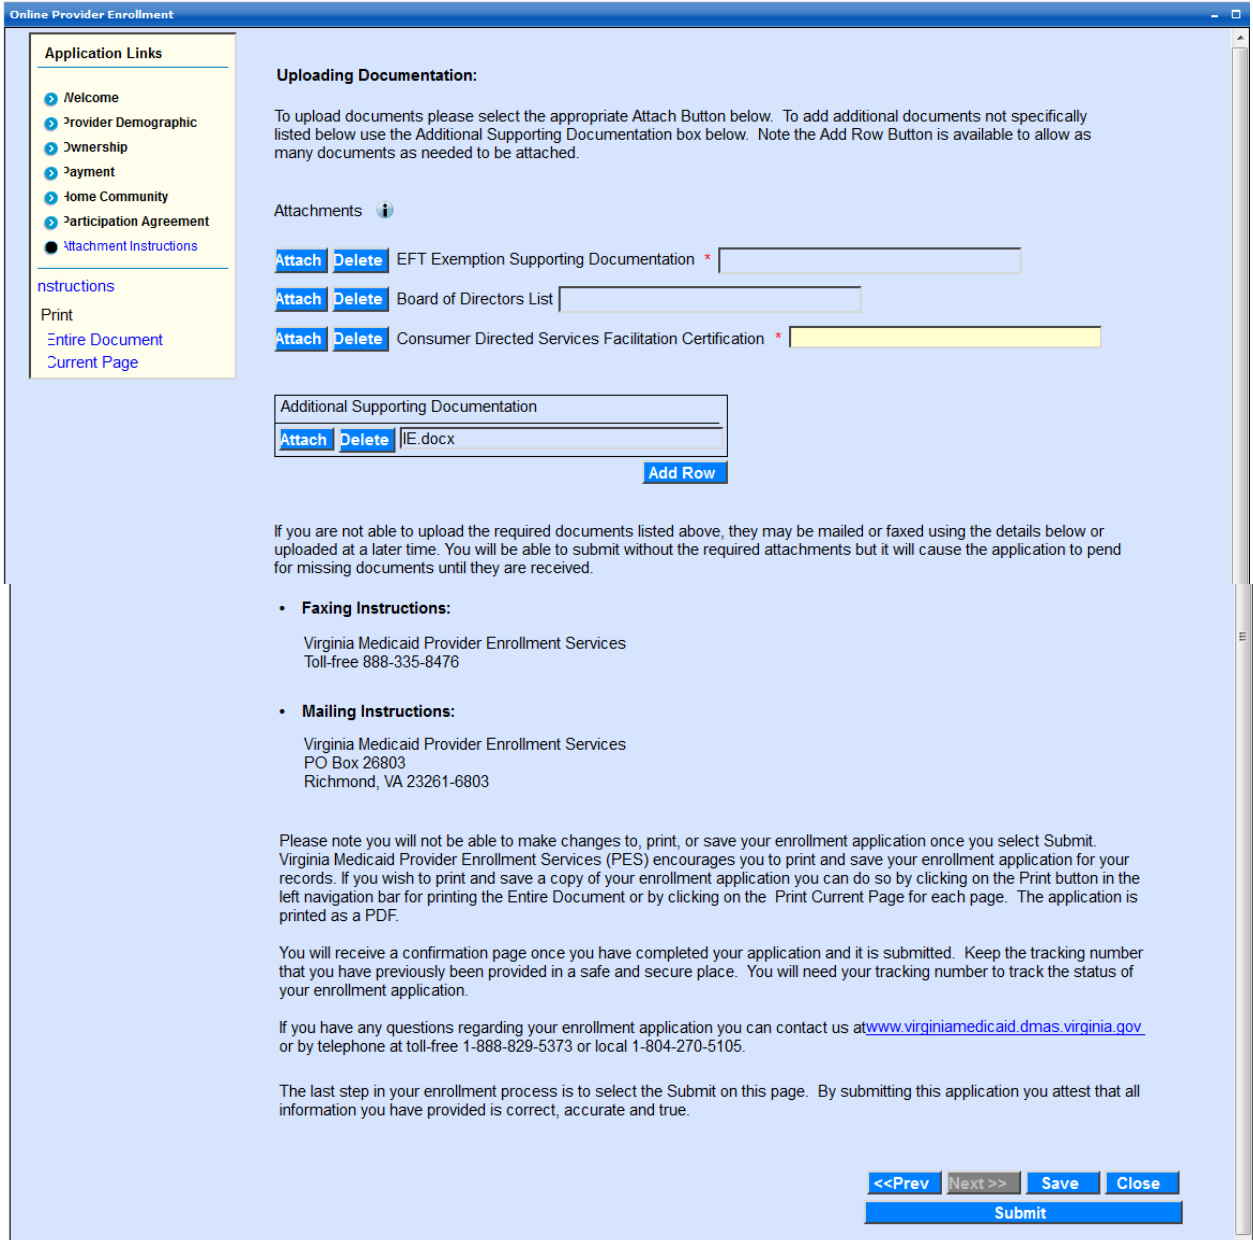 Online Provider Enrollment
Application Links
Welcome
Provider Demographic
Ownership
Payment
Home Community
Participation Agreement
Attachment Instructions
nstructions
Print
Entire Document
Current Page
Uploading Documentation:
To upload documents please select the appropriate Attach Button below. To add additional documents not specifically
listed below use the Additional Supporting Documentation box below. Note the Add Row Button is available to allow as
many documents as needed to be attached.
Attachments
Attach Delete EFT Exemption Supporting Documentation *
Attach Delete Board of Directors List
Attach Delete Consumer Directed Services Facilitation Certification *
Additional Supporting Documentation
Attach Delete IE.docx
Add Row
If you are not able to upload the required documents listed above, they may be mailed or faxed using the details below or
uploaded at a later time. You will be able to submit without the required attachments but it will cause the application to pend
for missing documents until they are received.
• Faxing Instructions:
Virginia Medicaid Provider Enrollment Services
Toll-free 888-335-8476
• Mailing Instructions:
Virginia Medicaid Provider Enrollment Services
PO Box 26803
Richmond, VA 23261-6803
Please note you will not be able to make changes to, print, or save your enrollment application once you select Submit.
Virginia Medicaid Provider Enrollment Services (PES) encourages you to print and save your enrollment application for your
records. If you wish to print and save a copy of your enrollment application you can do so by clicking on the Print button in the
left navigation bar for printing the Entire Document or by clicking on the Print Current Page for each page. The application is
printed as a PDF.
You will receive a confirmation page once you have completed your application and it is submitted. Keep the tracking number
that you have previously been provided in a safe and secure place. You will need your tracking number to track the status of
your enrollment application.
If you have any questions regarding your enrollment application you can contact us atwww.virginiamedicaid.dmas.virginia.gov
or by telephone at toll-free 1-888-829-5373 or local 1-804-270-5105.
The last step in your enrollment process is to select the Submit on this page. By submitting this application you attest that all
information you have provided is correct, accurate and true.
<<Prev Next >> Save Close
Submit